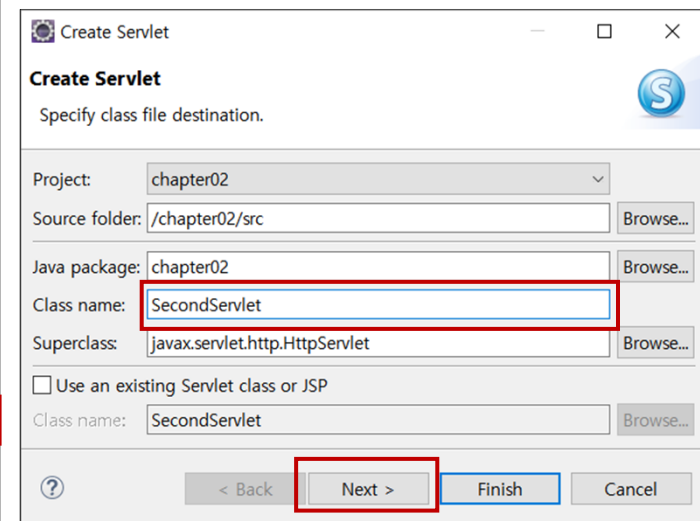 Create Servlet
Create Servlet
Specify class file destination.
S
Project: chapter02
Source folder: /chapter02/src Browse...
Java package: chapter02 Browse...
Class name: SecondServlet
Superclass: javax.servlet.http.HttpServlet Browse...
Use an existing Servlet class or JSP
Class name: SecondServlet Browse...
? < Back Next > Finish Cancel